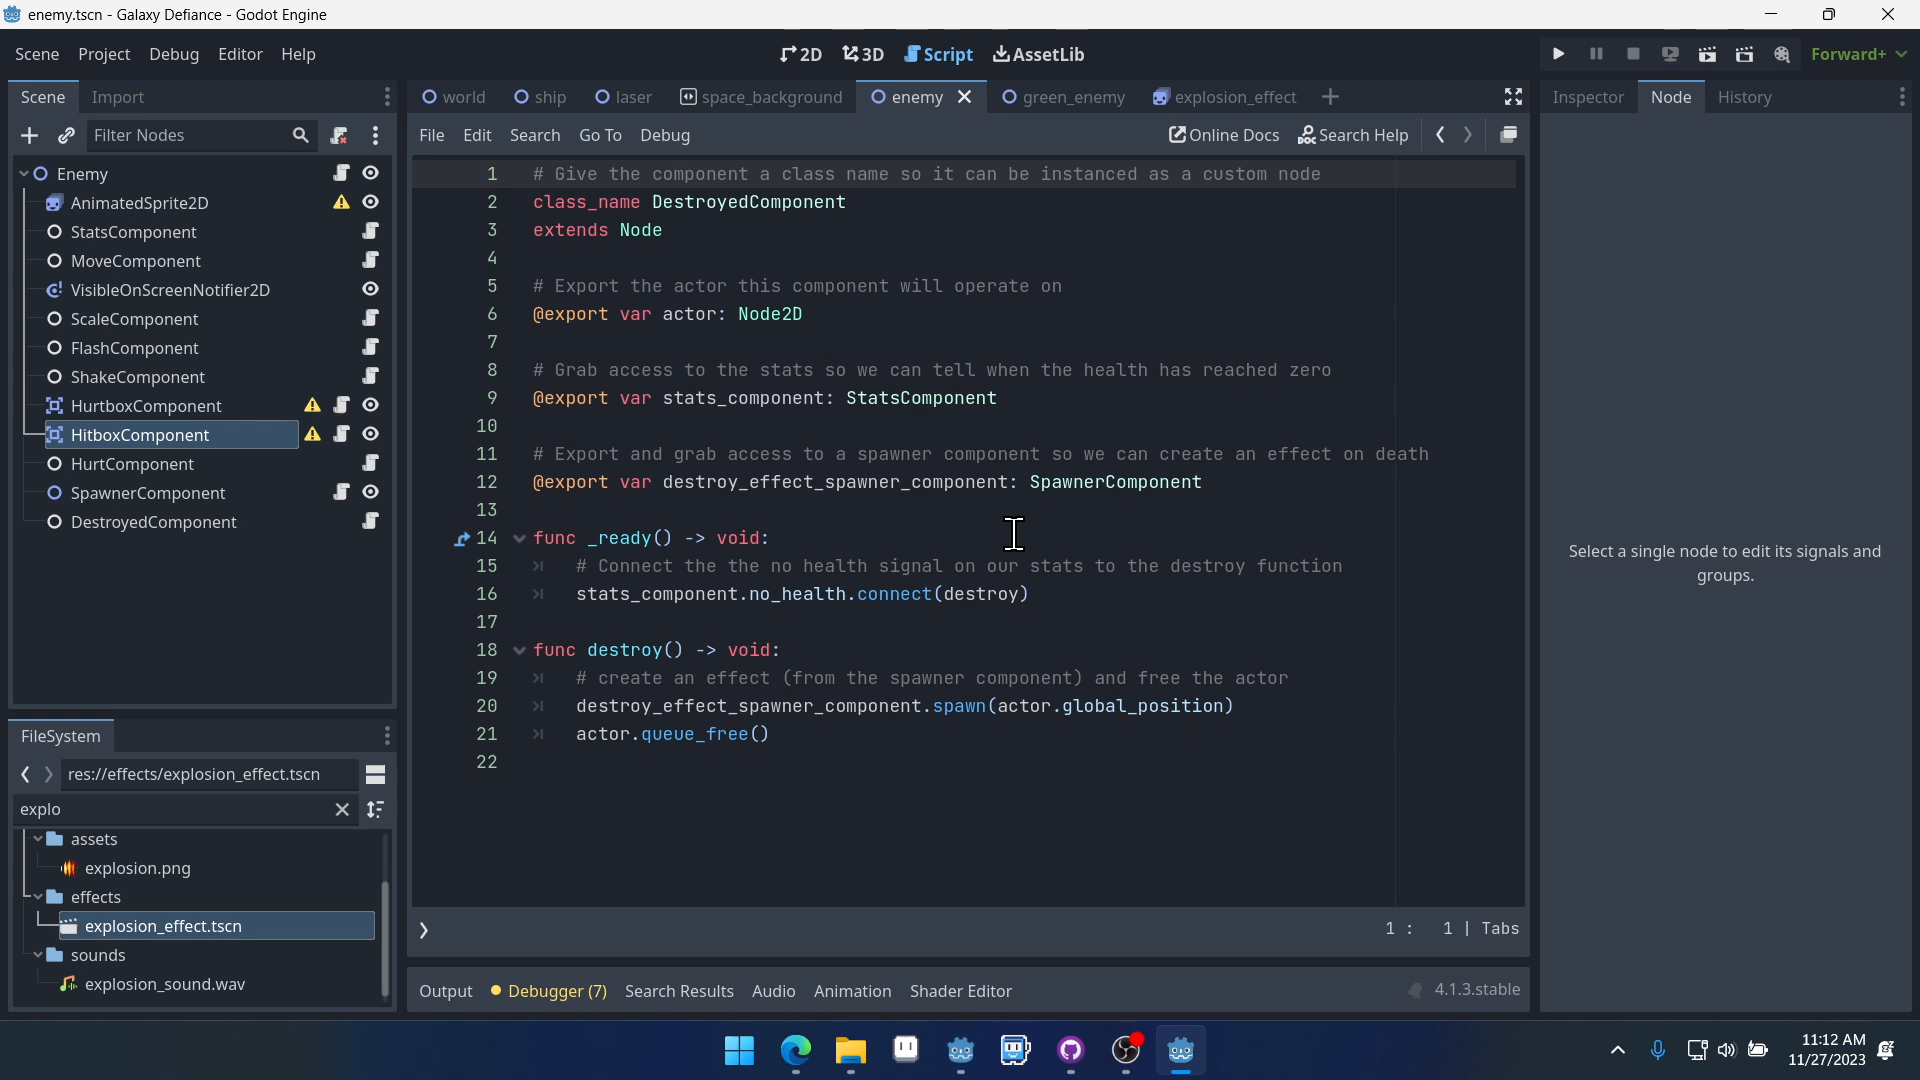 enemy.tscn - Galaxy Defiance - Godot Engine
Scene Project Debug Editor Help
2D 3D Script AssetLib
Forward+
Scene Import
world ship laser space_background enemy green_enemy explosion_effect
Inspector Node History
Filter Nodes
File Edit Search Go To Debug
Online Docs Search Help
Enemy
AnimatedSprite2D
StatsComponent
MoveComponent
VisibleOnScreenNotifier2D
ScaleComponent
FlashComponent
ShakeComponent
HurtboxComponent
HitboxComponent
HurtComponent
SpawnerComponent
DestroyedComponent
1 # Give the component a class name so it can be instanced as a custom node
2 class_name DestroyedComponent
3 extends Node
4
5 # Export the actor this component will operate on
6 @export var actor: Node2D
7
8 # Grab access to the stats so we can tell when the health has reached zero
9 @export var stats_component: StatsComponent
10
11 # Export and grab access to a spawner component so we can create an effect on death
12 @export var destroy_effect_spawner_component: SpawnerComponent
13
14 func _ready() -> void:
15 # Connect the the no health signal on our stats to the destroy function
16 stats_component.no_health.connect(destroy)
17
18 func destroy() -> void:
19 # create an effect (from the spawner component) and free the actor
20 destroy_effect_spawner_component.spawn(actor.global_position)
21 actor.queue_free()
22
1 : 1 | Tabs
Select a single node to edit its signals and
groups.
FileSystem
res://effects/explosion_effect.tscn
explo
assets
explosion.png
effects
explosion_effect.tscn
sounds
explosion_sound.wav
Output Debugger (7) Search Results Audio Animation Shader Editor
4.1.3.stable
11:12 AM
11/27/2023